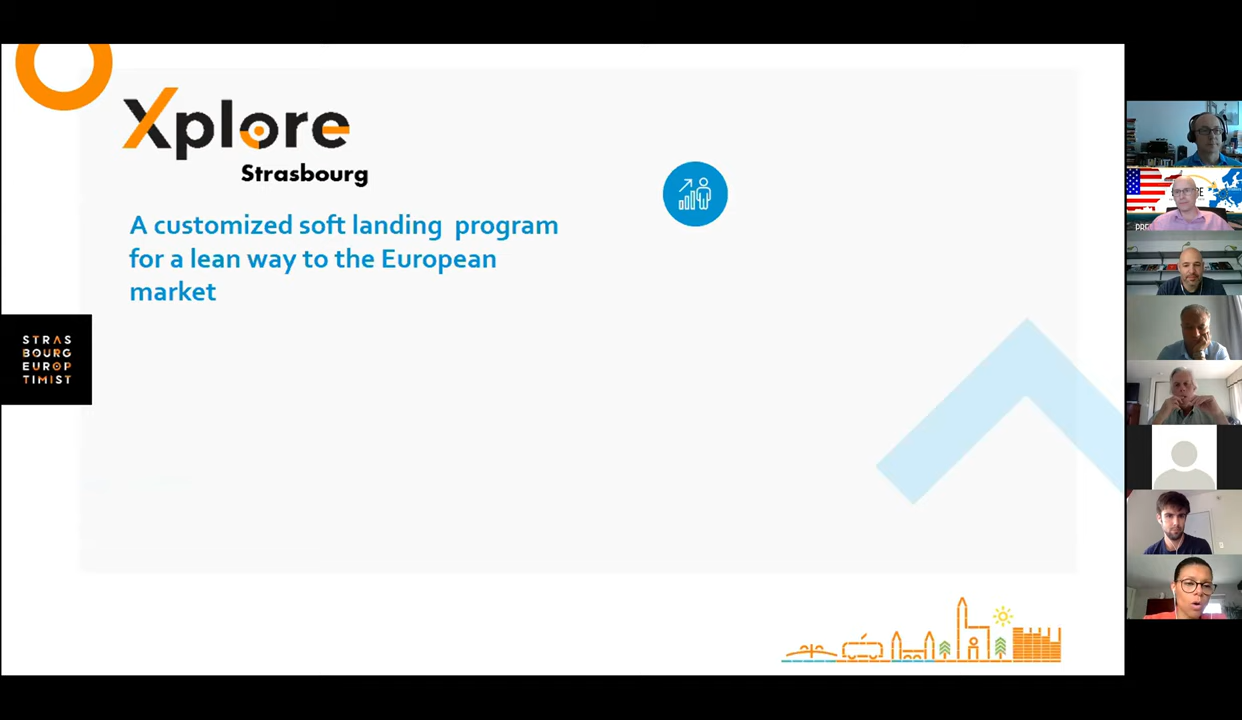 Xplore
Strasbourg
A customized soft landing  program
for a lean way to the European
market
STRAS
BOURG
EUROP
TIMIST